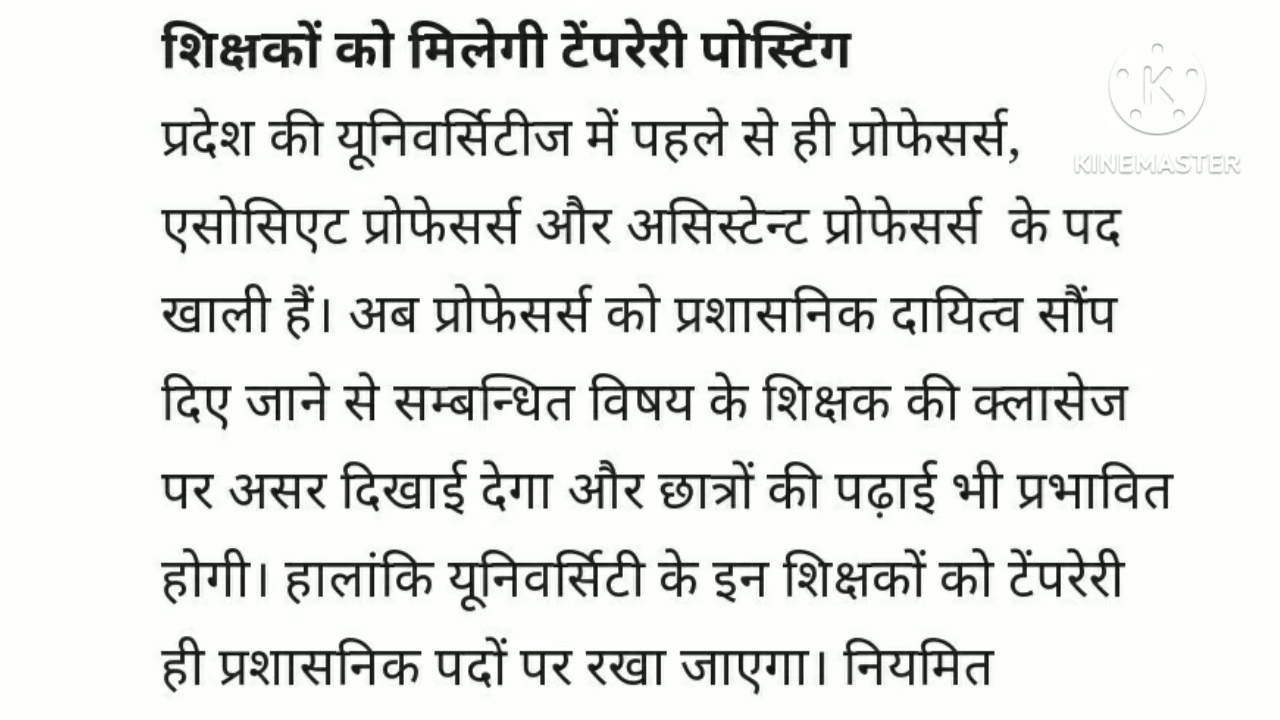 शिक्षकों को मिलेगी टेंपरेरी पोस्टिंग
प्रदेश की यूनिवर्सिटीज में पहले से ही प्रोफेसर्स,
एसोसिएट प्रोफेसर्स और असिस्टेन्ट प्रोफेसर्स के पद
खाली हैं। अब प्रोफेसर्स को प्रशासनिक दायित्व सौंप
दिए जाने से सम्बन्धित विषय के शिक्षक की क्लासेज
पर असर दिखाई देगा और छात्रों की पढ़ाई भी प्रभावित
होगी। हालांकि यूनिवर्सिटी के इन शिक्षकों को टेंपरेरी
ही प्रशासनिक पदों पर रखा जाएगा। नियमित
K
KINEMASTER